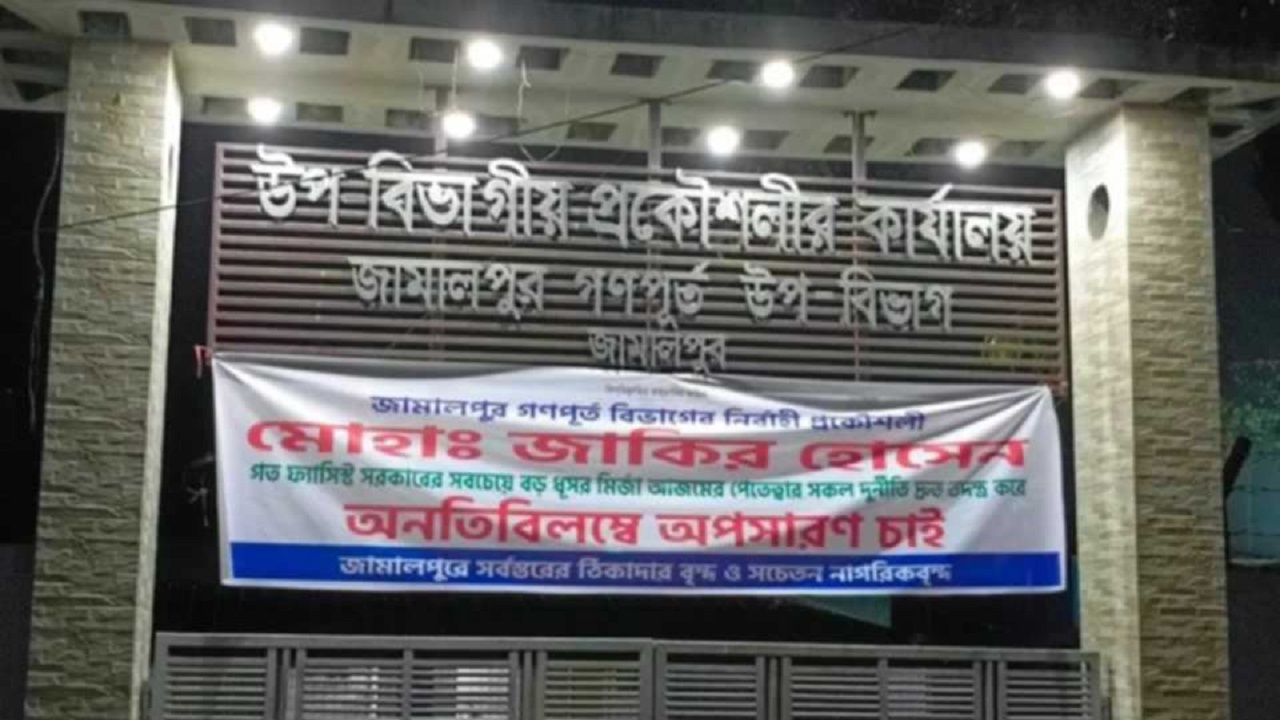 উপ-বিভাগীয় প্রকৌশলীর কার্যালয়
জামালপুর গণপূর্ত উপ-বিভাগ
জামালপুর
জামালপুর গণপূর্ত বিভাগের নির্বাহী প্রকৌশলী
মোহাঃ জাকির হোসেন
গত ফ্যাসিস্ট সরকারের সবচেয়ে বড় ধূসর মির্জা আজমের পেতেত্বার সকল দূর্নীতি দ্রুত তদন্ত করে
অনতিবিলম্বে অপসারণ চাই
জামালপুরে সর্বস্তরের ঠিকাদার বৃন্দ ও সচেতন নাগরিকবৃন্দ